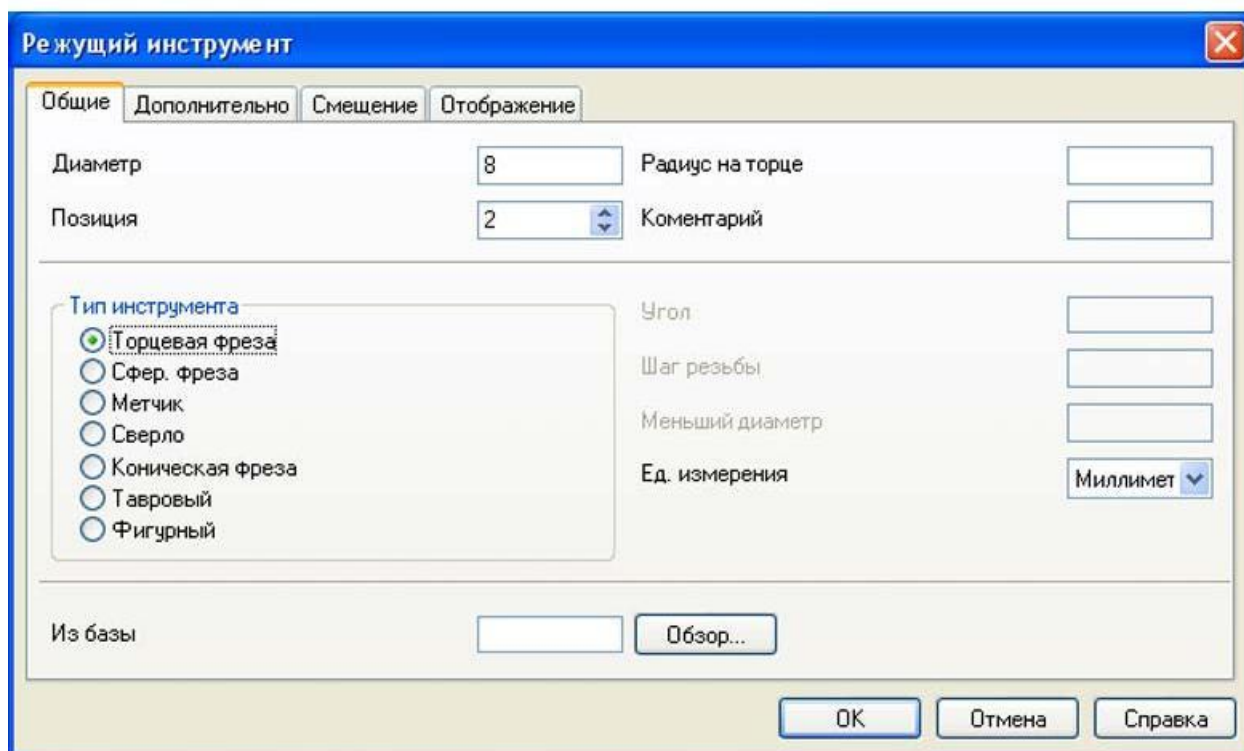 Режущий инструмент
Общие Дополнительно Смещение Отображение
Диаметр 8 Радиус на торце
Позиция 2 Коментарий
Тип инструмента
Торцевая фреза
Сфер. фреза
Метчик
Сверло
Коническая фреза
Тавровый
Фигурный
Угол
Шаг резьбы
Меньший диаметр
Ед. измерения Миллимет
Из базы Обзор...
OK Отмена Справка